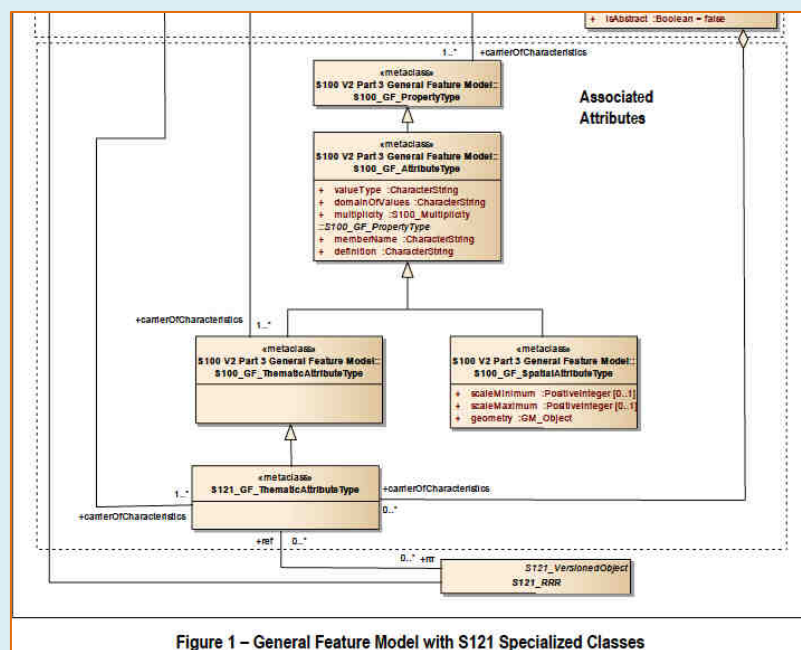 + isAbstract :Boolean = false
1..*
+carrierOfCharacteristics
«metaclass»
S100 V2 Part 3 General Feature Model::
S100_GF_PropertyType
Associated
Attributes
«metaclass»
S100 V2 Part 3 General Feature Model::
S100_GF_AttributeType
+ valueType :CharacterString
+ domainOfValues :CharacterString
+ multiplicity :S100_Multiplicity
::S100_GF_PropertyType
+ memberName :CharacterString
+ definition :CharacterString
+carrierOfCharacteristics
1..*
«metaclass»
S100 V2 Part 3 General Feature Model::
S100_GF_ThematicAttributeType
«metaclass»
S100 V2 Part 3 General Feature Model::
S100_GF_SpatialAttributeType
+ scaleMinimum :PositiveInteger [0..1]
+ scaleMaximum :PositiveInteger [0..1]
+ geometry :GM_Object
«metaclass»
S121_GF_ThematicAttributeType
1..*
+carrierOfCharacteristics
+carrierOfCharacteristics
0..*
+ref 0..*
0..* +rrr
S121_VersionedObject
S121_RRR
Figure 1 – General Feature Model with S121 Specialized Classes